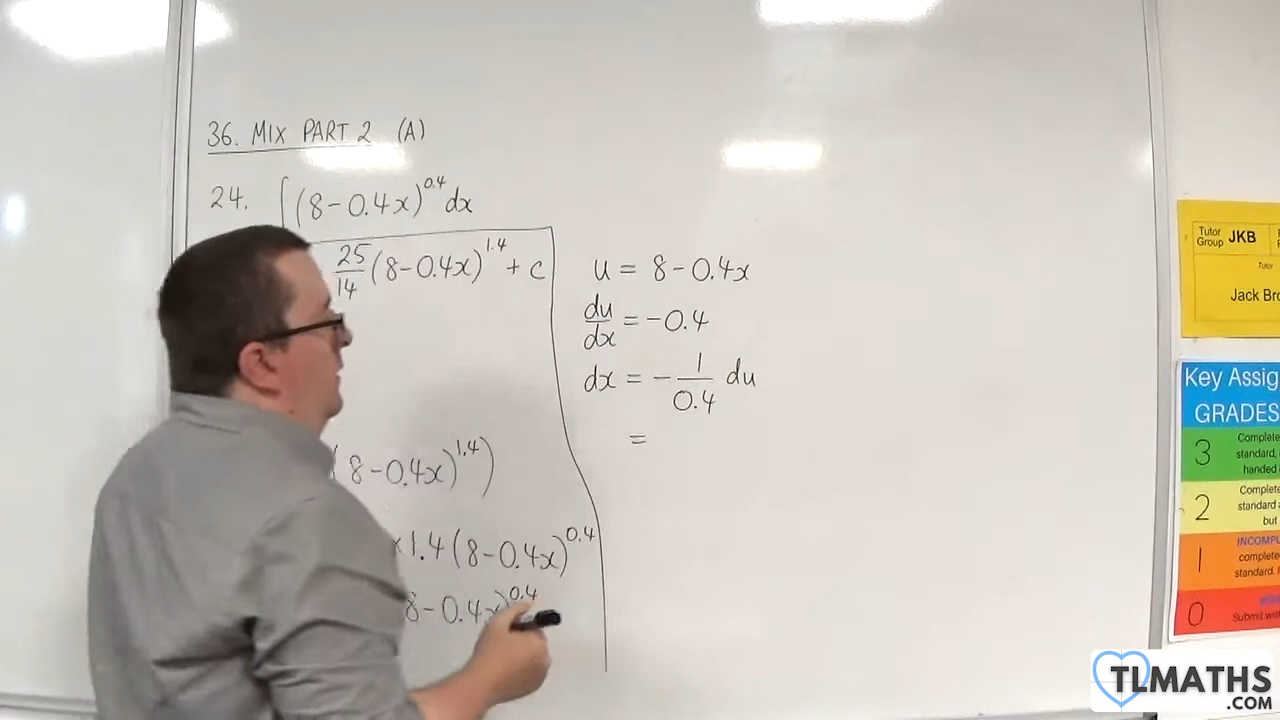 36. MIX PART 2 (A)
24. ∫(8-0.4x)^0.4 dx
25/14 (8-0.4x)^1.4 + c
8-0.4x)^1.4)
×1.4(8-0.4x)^0.4
8-0.4x)^0.4
u = 8-0.4x
du/dx = -0.4
dx = -1/0.4 du
=
Tutor Group JKB
Tutor
Jack Bro
Key Assig
GRADES
3
Complete
standard,
handed
2
Complete
standard a
but
1
INCOMPL
complete
standard.
0
Submit wit
TLMATHS
.COM